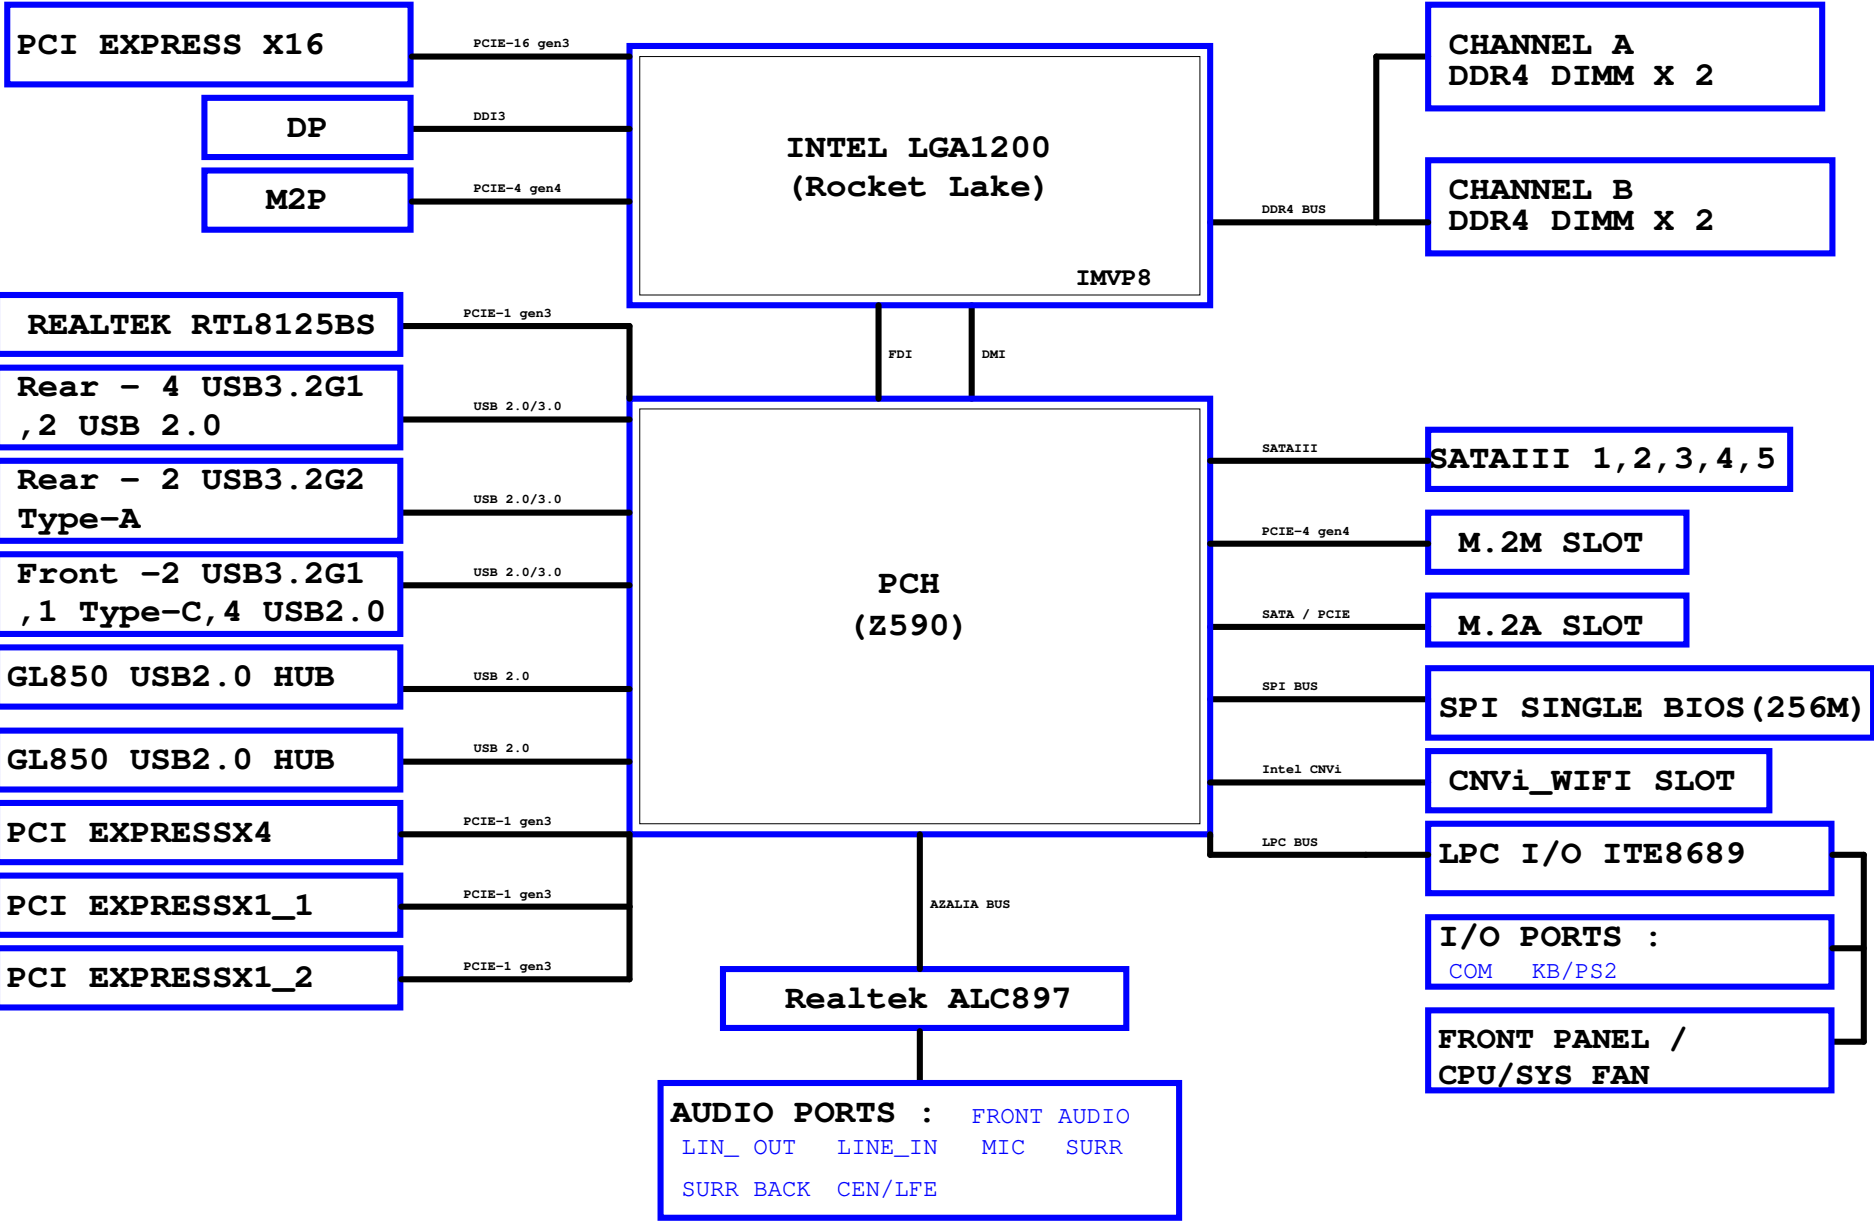 PCI EXPRESS X16
PCIE-16 gen3
DP
DDI3
M2P
PCIE-4 gen4
INTEL LGA1200
(Rocket Lake)
IMVP8
DDR4 BUS
CHANNEL A
DDR4 DIMM X 2
CHANNEL B
DDR4 DIMM X 2
FDI
DMI
REALTEK RTL8125BS
PCIE-1 gen3
Rear - 4 USB3.2G1
,2 USB 2.0
USB 2.0/3.0
Rear - 2 USB3.2G2
Type-A
USB 2.0/3.0
Front -2 USB3.2G1
,1 Type-C,4 USB2.0
USB 2.0/3.0
GL850 USB2.0 HUB
USB 2.0
GL850 USB2.0 HUB
USB 2.0
PCI EXPRESSX4
PCIE-1 gen3
PCI EXPRESSX1_1
PCIE-1 gen3
PCI EXPRESSX1_2
PCIE-1 gen3
PCH
(Z590)
SATAIII
SATAIII 1,2,3,4,5
PCIE-4 gen4
M.2M SLOT
SATA / PCIE
M.2A SLOT
SPI BUS
SPI SINGLE BIOS(256M)
Intel CNVi
CNVi_WIFI SLOT
LPC BUS
LPC I/O ITE8689
I/O PORTS :
COM KB/PS2
FRONT PANEL /
CPU/SYS FAN
AZALIA BUS
Realtek ALC897
AUDIO PORTS : FRONT AUDIO
LIN_ OUT LINE_IN MIC SURR
SURR BACK CEN/LFE